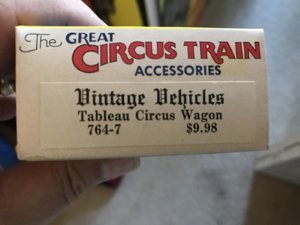 The GREAT
CIRCUS TRAIN
ACCESSORIES
Vintage Vehicles
Tableau Circus Wagon
764-7 $9.98